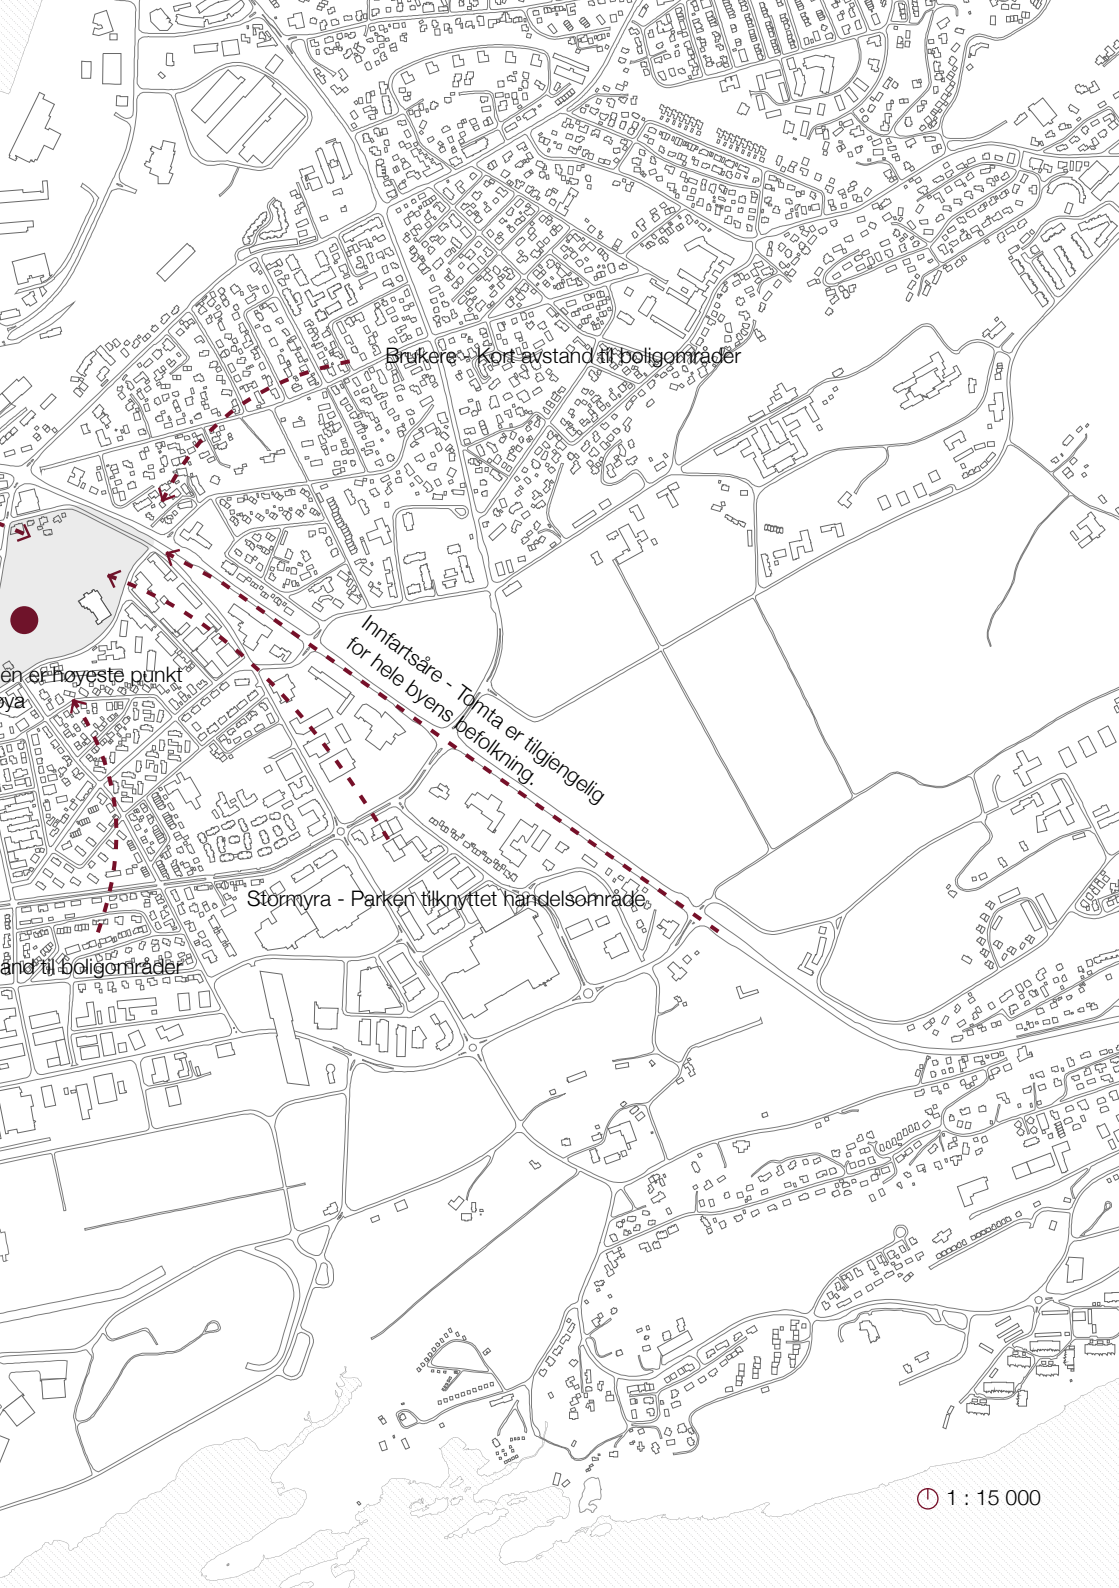 Brukere - Kort avstand til boligområder
Innfartsåre - Tomta er tilgjengelig
for hele byens befolkning.
en er høyeste punkt
øya
Stormyra - Parken tilknyttet handelsområde
and til boligområder
1 : 15 000